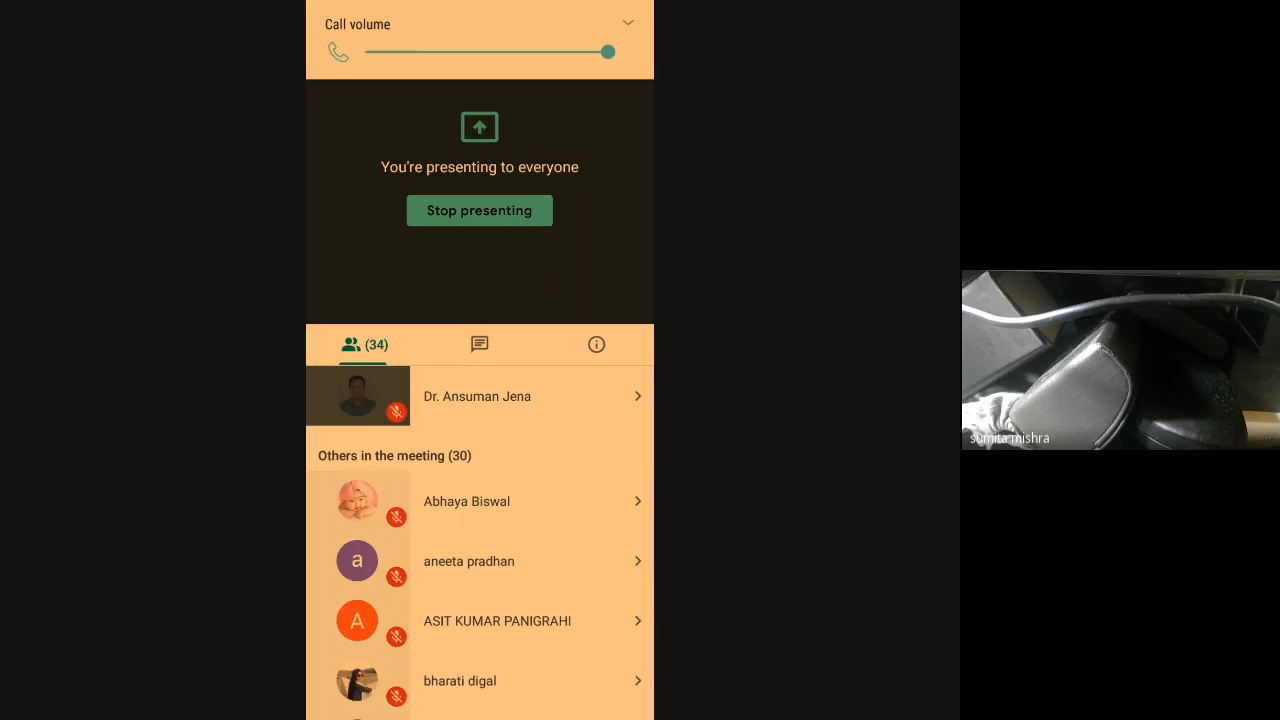 Call volume
You're presenting to everyone
Stop presenting
(34)
Dr. Ansuman Jena
Others in the meeting (30)
Abhaya Biswal
a
aneeta pradhan
A
ASIT KUMAR PANIGRAHI
bharati digal
sumita mishra